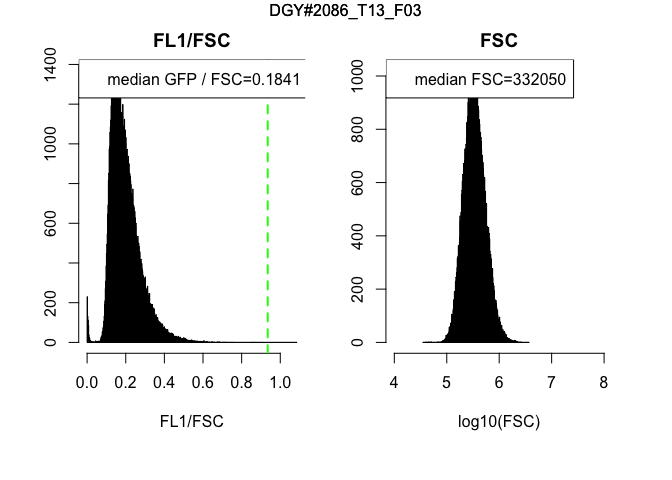 DGY#2086_T13_F03
FL1/FSC
median GFP / FSC=0.1841
0
200
600
1000
1400
0.0 0.2 0.4 0.6 0.8 1.0
FL1/FSC
FSC
median FSC=332050
0
200
400
600
800
1000
4 5 6 7 8
log10(FSC)